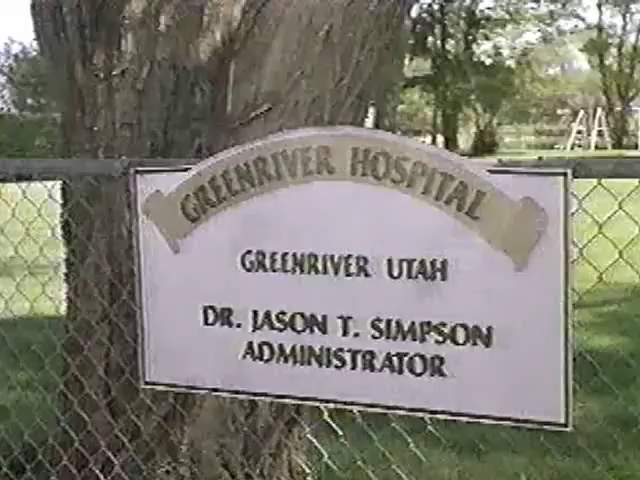 GREENRIVER HOSPITAL
GREENRIVER UTAH
DR. JASON T. SIMPSON
ADMINISTRATOR